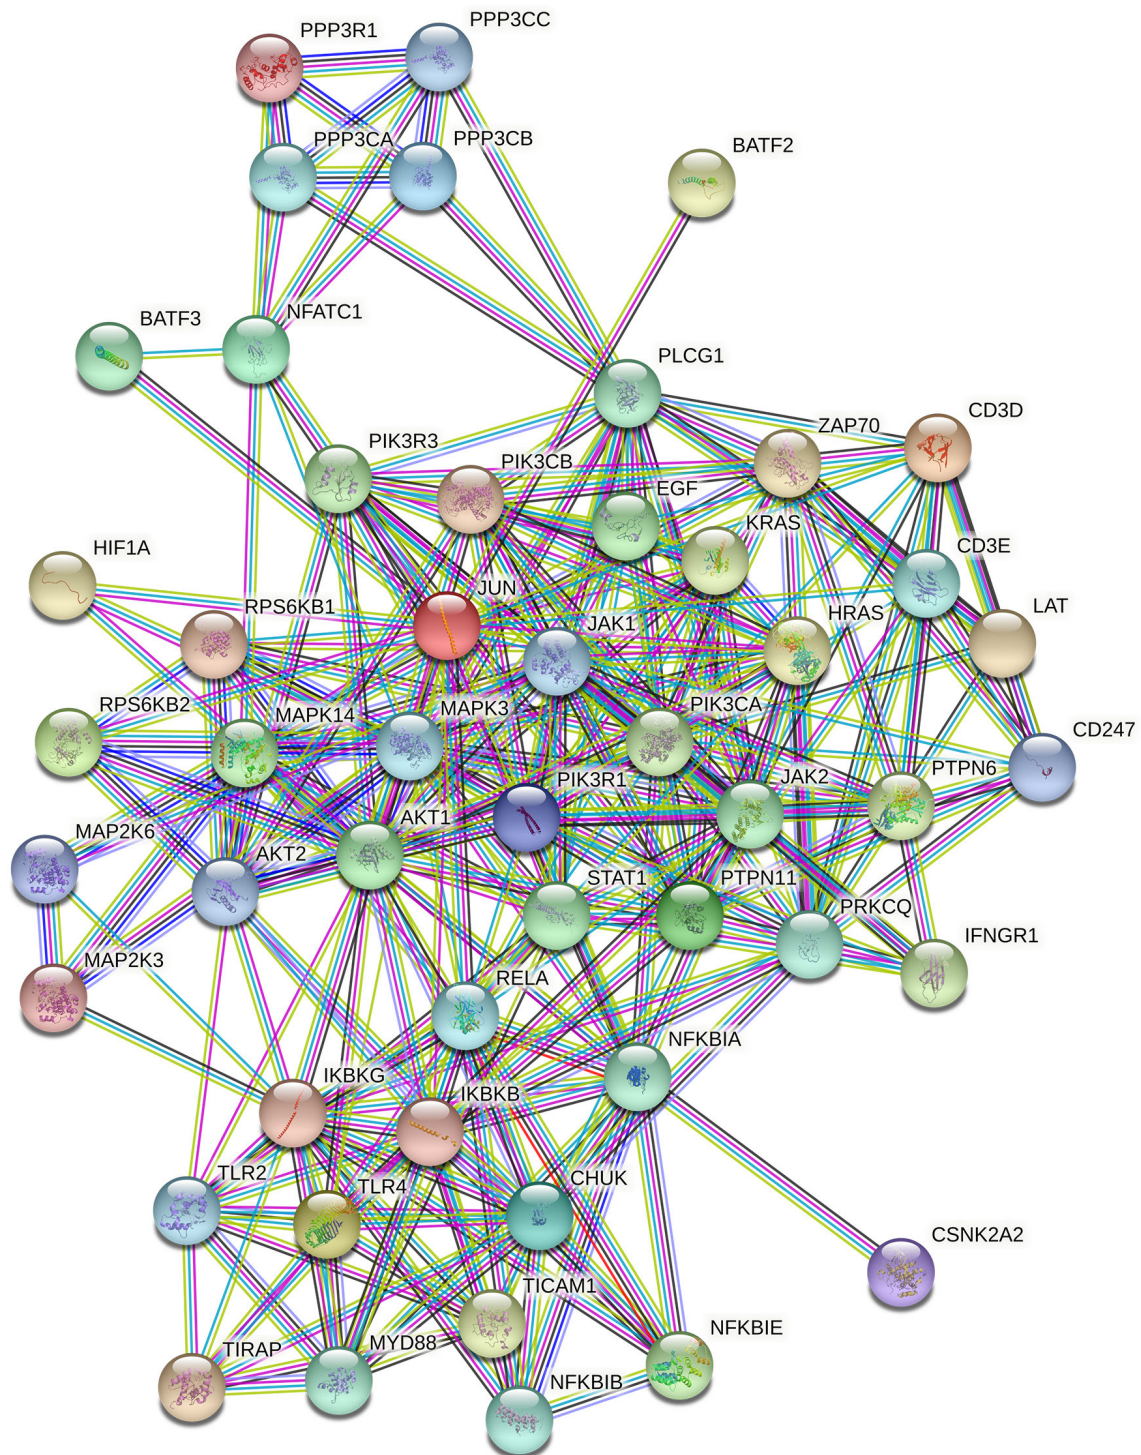 PPP3CC
PPP3R1
PPP3CA
PPP3CB
BATF2
NFATC1
BATF3
PLCG1
CD3D
ZAP70
PIK3R3
PIK3CB
EGF
KRAS
CD3E
HIF1A
JUN
RPS6KB1
LAT
HRAS
JAK1
RPS6KB2
MAPK14
MAPK3
PIK3CA
CD247
PTPN6
JAK2
PIK3R1
AKT1
MAP2K6
AKT2
STAT1
PTPN11
PRKCQ
IFNGR1
MAP2K3
RELA
NFKBIA
IKBKG
IKBKB
TLR2
TLR4
CHUK
CSNK2A2
TICAM1
NFKBIE
TIRAP
MYD88
NFKBIB